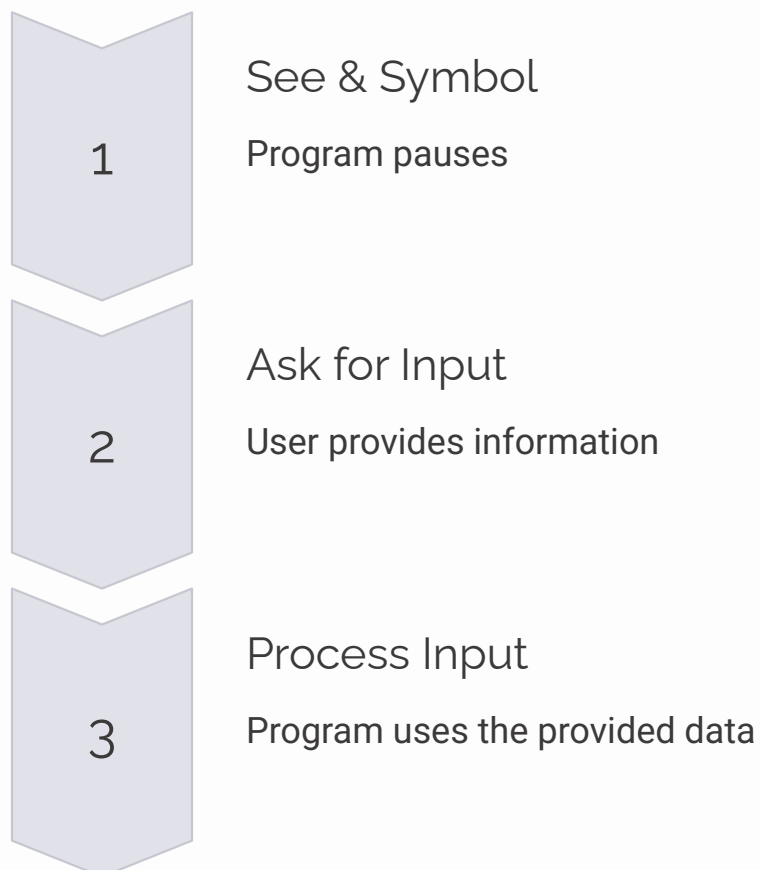 1
See & Symbol
Program pauses
2
Ask for Input
User provides information
3
Process Input
Program uses the provided data